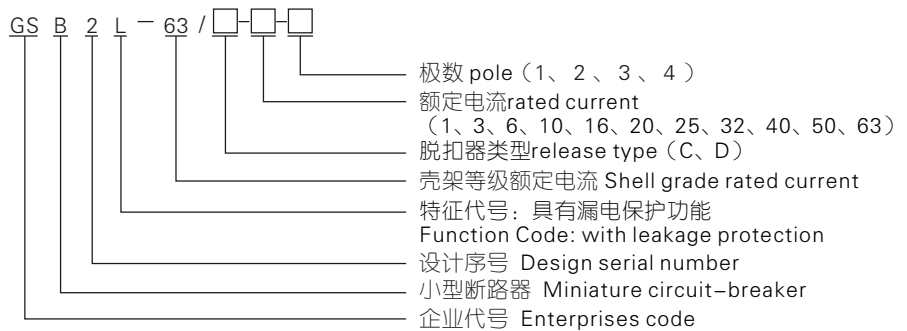 GS B 2 L - 63 / □-□-□
极数 pole（1、2、3、4）
额定电流rated current
（1、3、6、10、16、20、25、32、40、50、63）
脱扣器类型release type（C、D）
壳架等级额定电流 Shell grade rated current
特征代号：具有漏电保护功能
Function Code: with leakage protection
设计序号 Design serial number
小型断路器 Miniature circuit-breaker
企业代号 Enterprises code